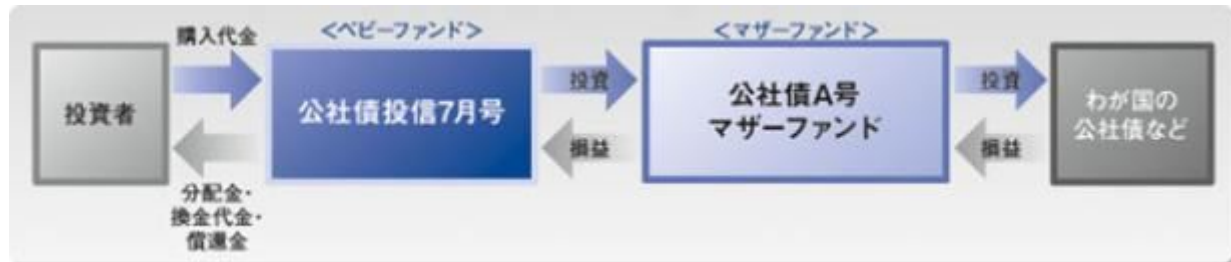 購入代金
<ベビーファンド>
<マザーファンド>
投資者
公社債投信7月号
投資
公社債A号
マザーファンド
投資
わが国の
公社債など
損益
損益
分配金・
換金代金・
償還金